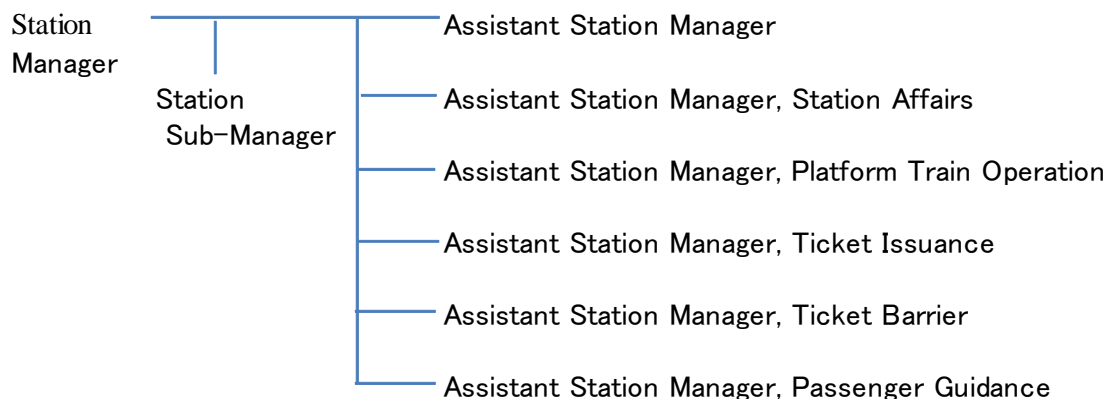 Station
Manager
Assistant Station Manager
Station
Sub-Manager
Assistant Station Manager, Station Affairs
Assistant Station Manager, Platform Train Operation
Assistant Station Manager, Ticket Issuance
Assistant Station Manager, Ticket Barrier
Assistant Station Manager, Passenger Guidance